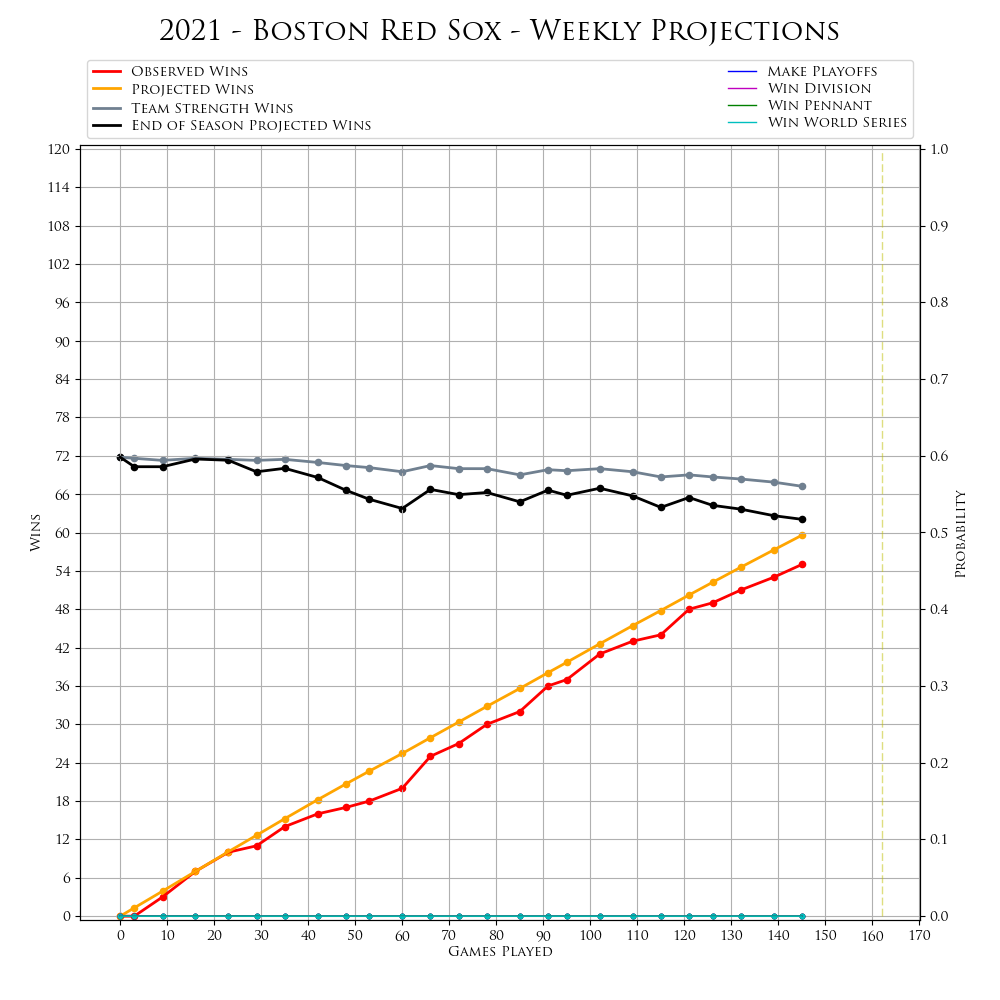 2021 - Boston Red Sox - Weekly Projections
Observed Wins
Projected Wins
Team Strength Wins
End of Season Projected Wins
Make Playoffs
Win Division
Win Pennant
Win World Series
120
114
108
102
96
90
84
78
72
66
60
54
48
42
36
30
24
18
12
6
0
Wins
1.0
0.9
0.8
0.7
0.6
0.5
0.4
0.3
0.2
0.1
0.0
Probability
0 10 20 30 40 50 60 70 80 90 100 110 120 130 140 150 160 170
Games Played